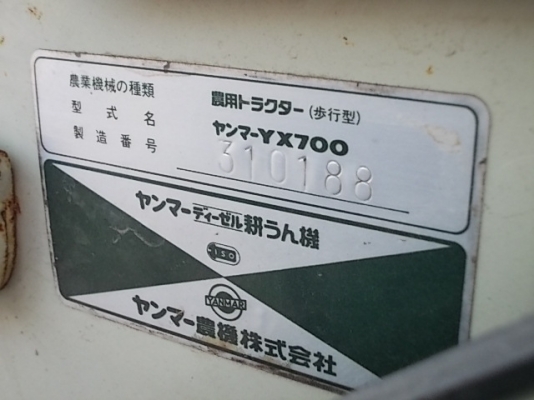 農業機械の種類 農用トラクター(歩行型)
型式名 ヤンマーYX700
製造番号 310188
ヤンマーディーゼル耕うん機
ISO
YANMAR
ヤンマー農機株式会社